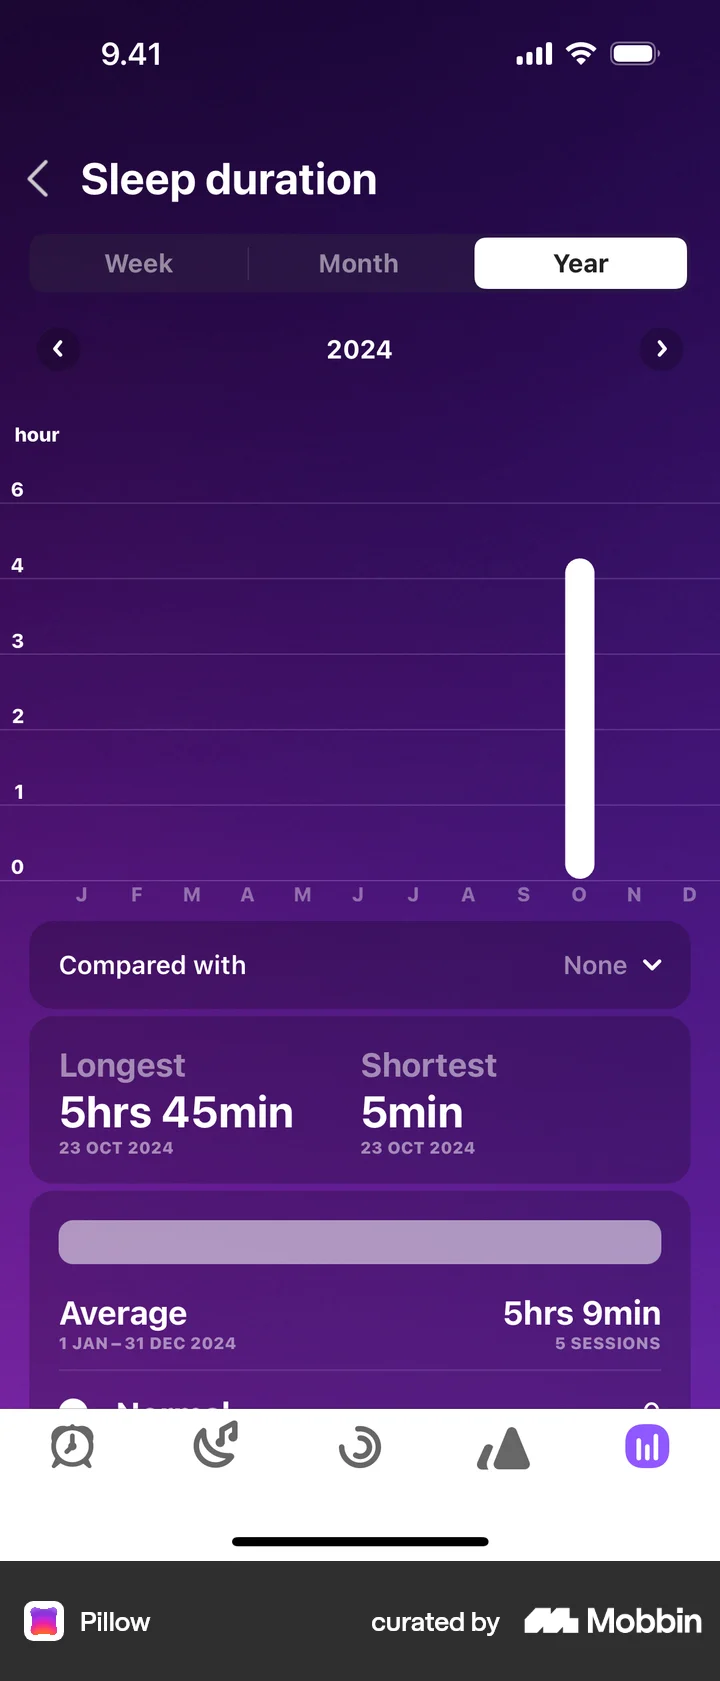 9.41
Sleep duration
Week Month Year
2024
hour
6
4
3
2
1
0
J F M A M J J A S O N D
Compared with None
Longest Shortest
5hrs 45min 5min
23 OCT 2024 23 OCT 2024
Average 5hrs 9min
1 JAN – 31 DEC 2024 5 SESSIONS
Normal
Pillow curated by Mobbin